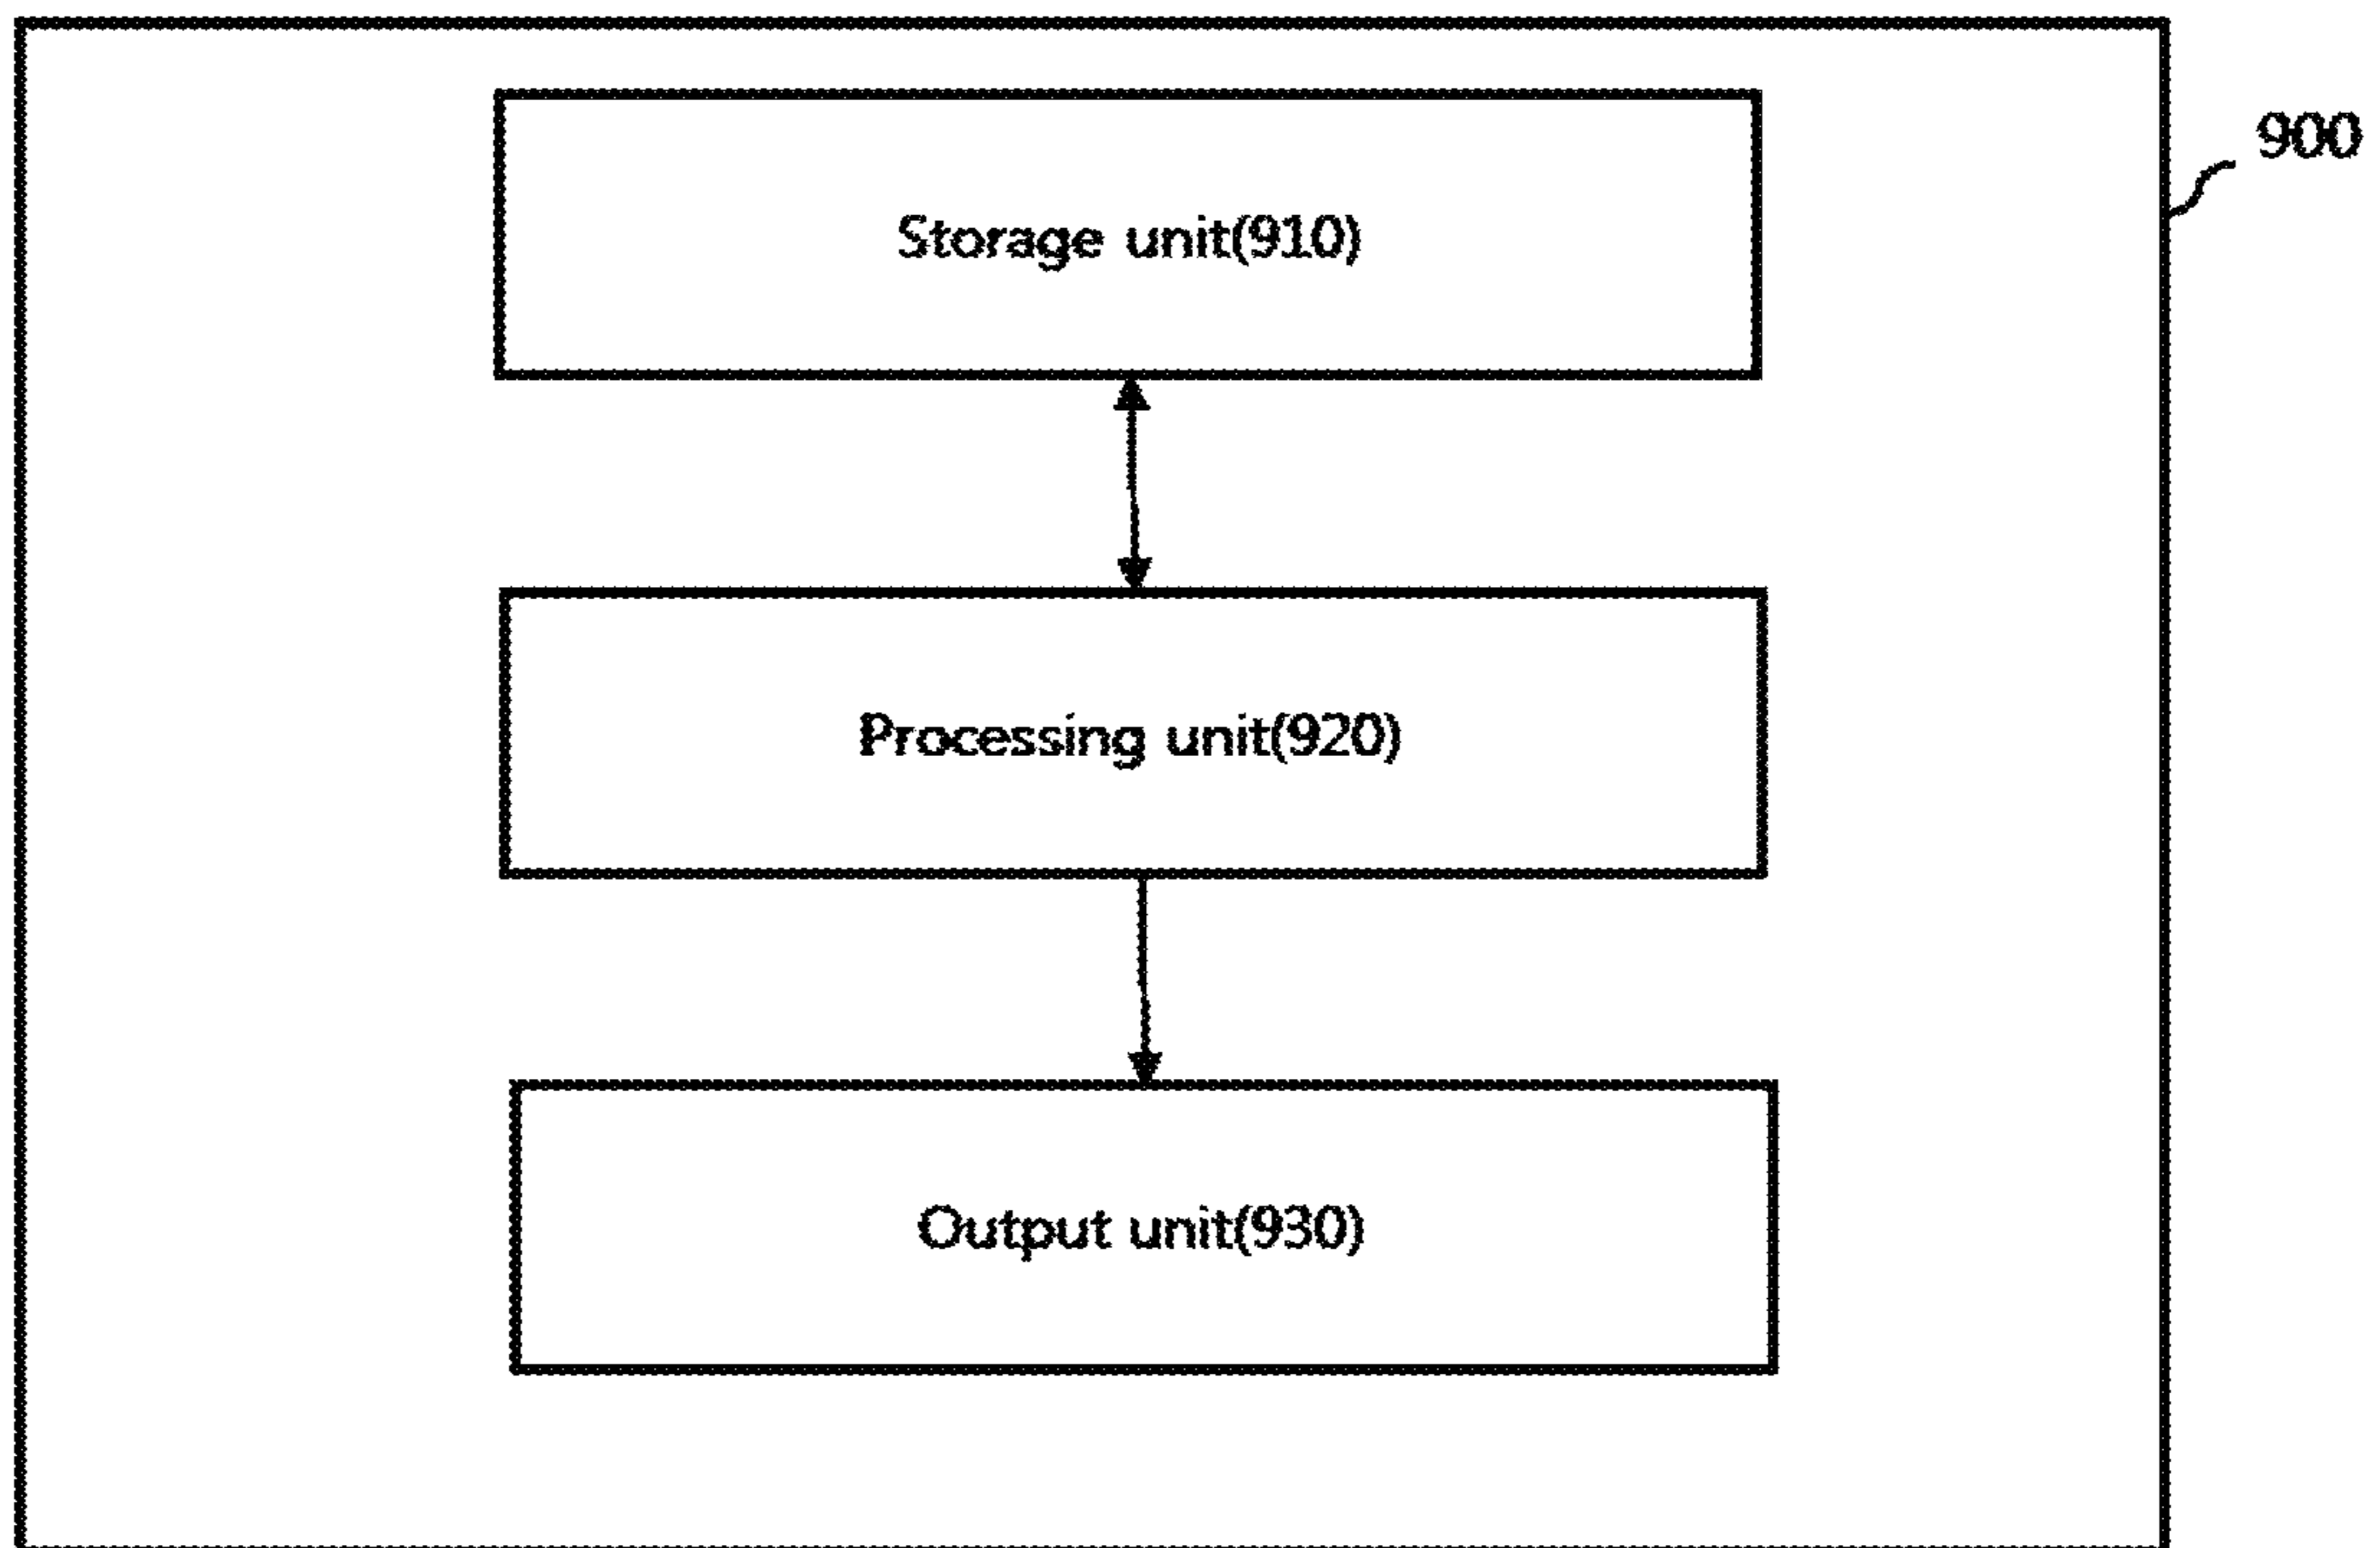 900
Storage unit(910)
Processing unit(920)
Output unit(930)